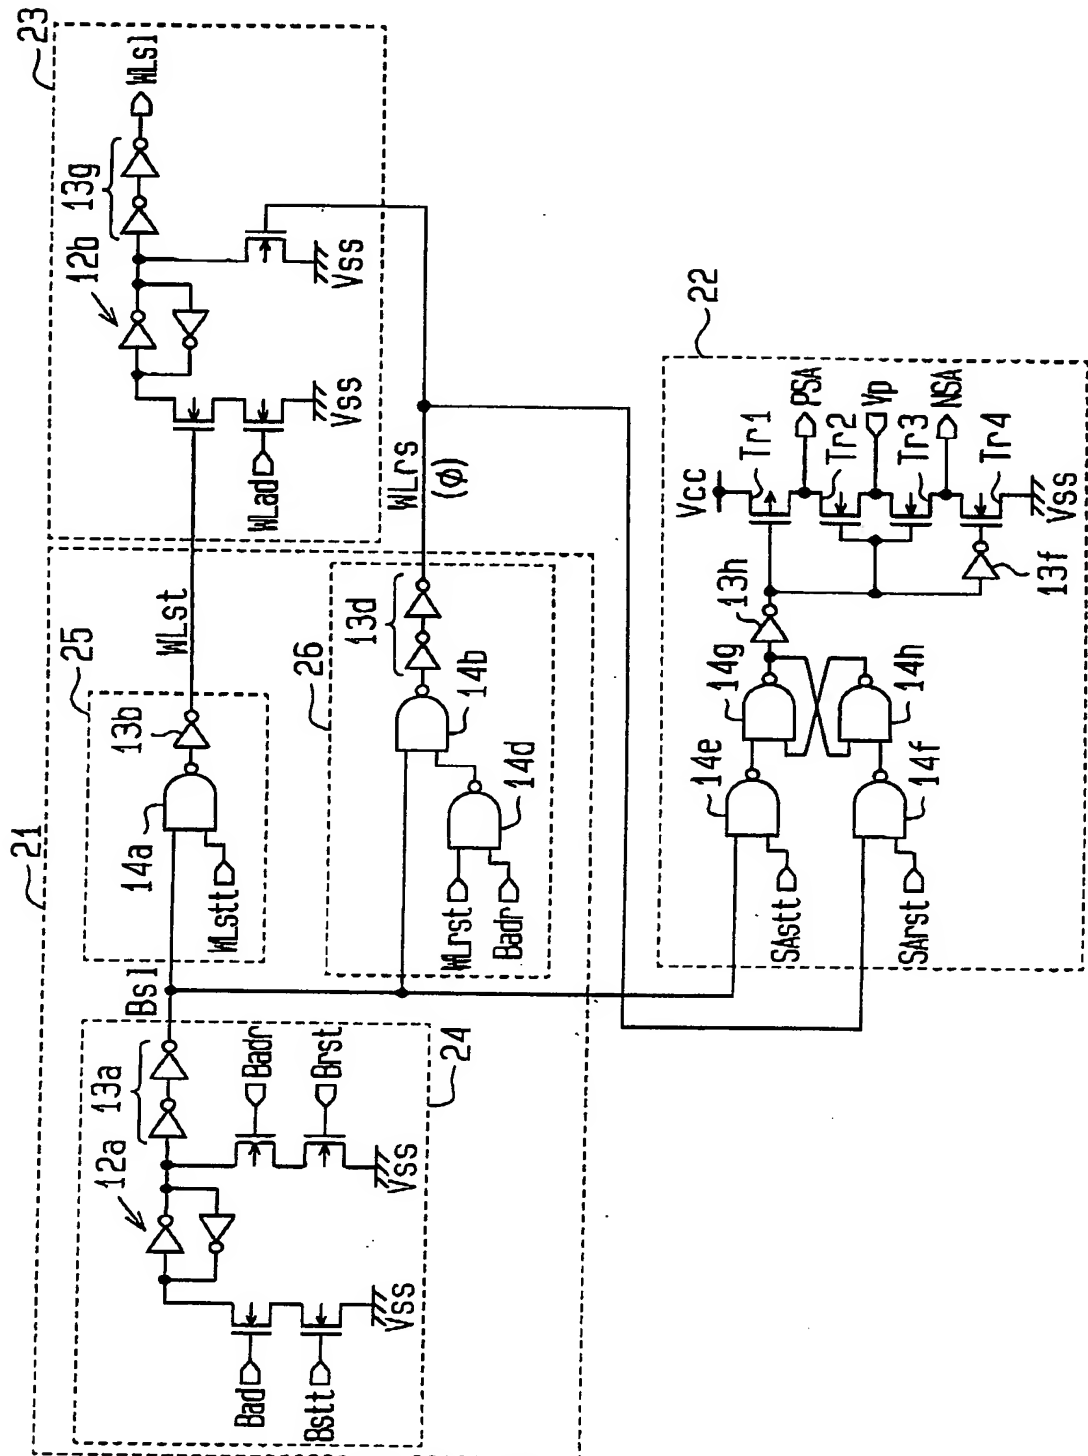 21
24
12a
13a
Bad
Bstt
Vss
Badr
Brst
Vss
Bsl
25
14a
13b
WLstt
WLst
26
13d
14b
14d
WLrst
Badr
WLrs
(ϕ)
23
12b
13g
WLsl
WLad
Vss
Vss
22
14e
14g
13h
SAstt
14f
14h
SArst
Vcc
Tr1
PSA
Tr2
Vp
Tr3
NSA
Tr4
13f
Vss